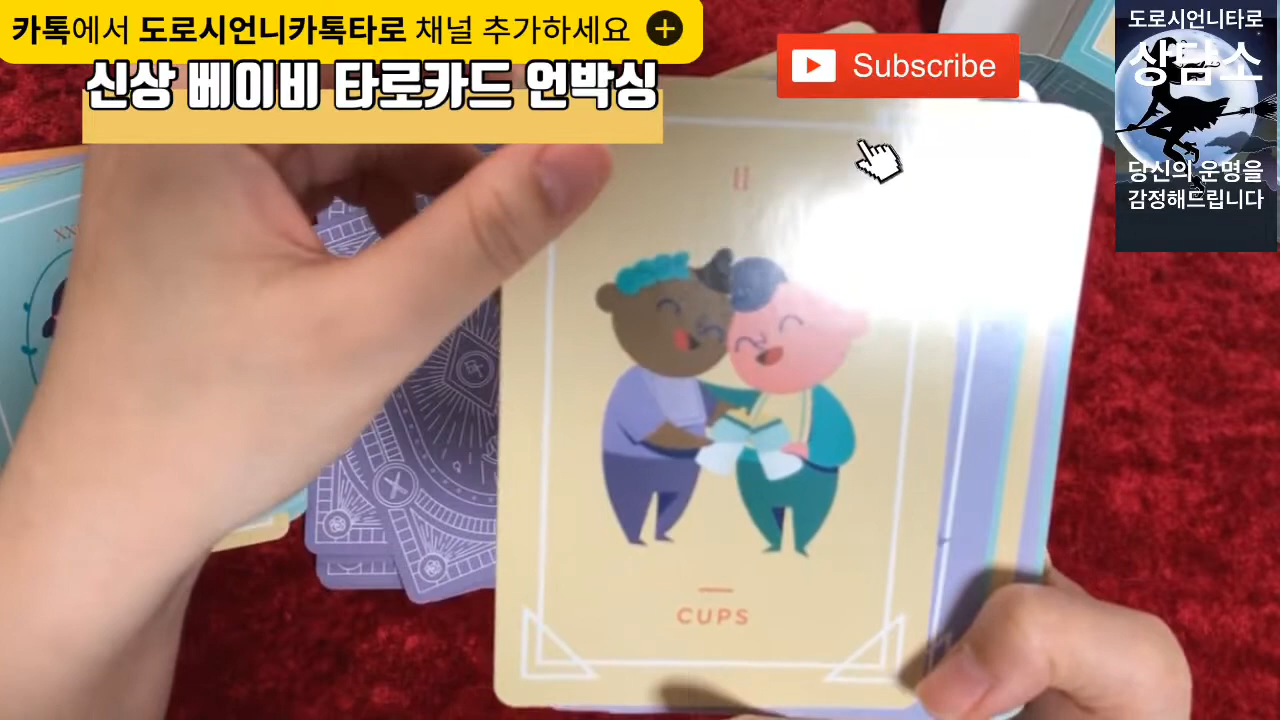 카톡에서 도로시언니카톡타로 채널 추가하세요
신상 베이비 타로카드 언박싱
Subscribe
도로시언니타로
상담소
당신의 운명을
감정해드립니다
II
CUPS